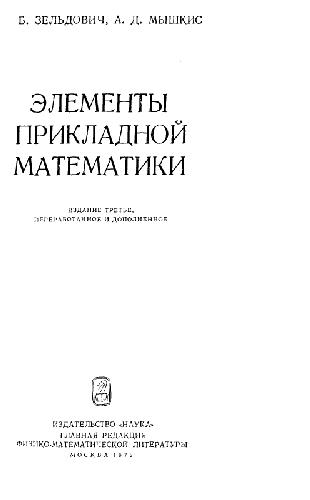 Б. ЗЕЛЬДОВИЧ, А. Д. МЫШКИС
ЭЛЕМЕНТЫ
ПРИКЛАДНОЙ
МАТЕМАТИКИ
ИЗДАНИЕ ТРЕТЬЕ,
ПЕРЕРАБОТАННОЕ И ДОПОЛНЕННОЕ
ИЗДАТЕЛЬСТВО «НАУКА»
ГЛАВНАЯ РЕДАКЦИЯ
ФИЗИКО-МАТЕМАТИЧЕСКОЙ ЛИТЕРАТУРЫ
МОСКВА